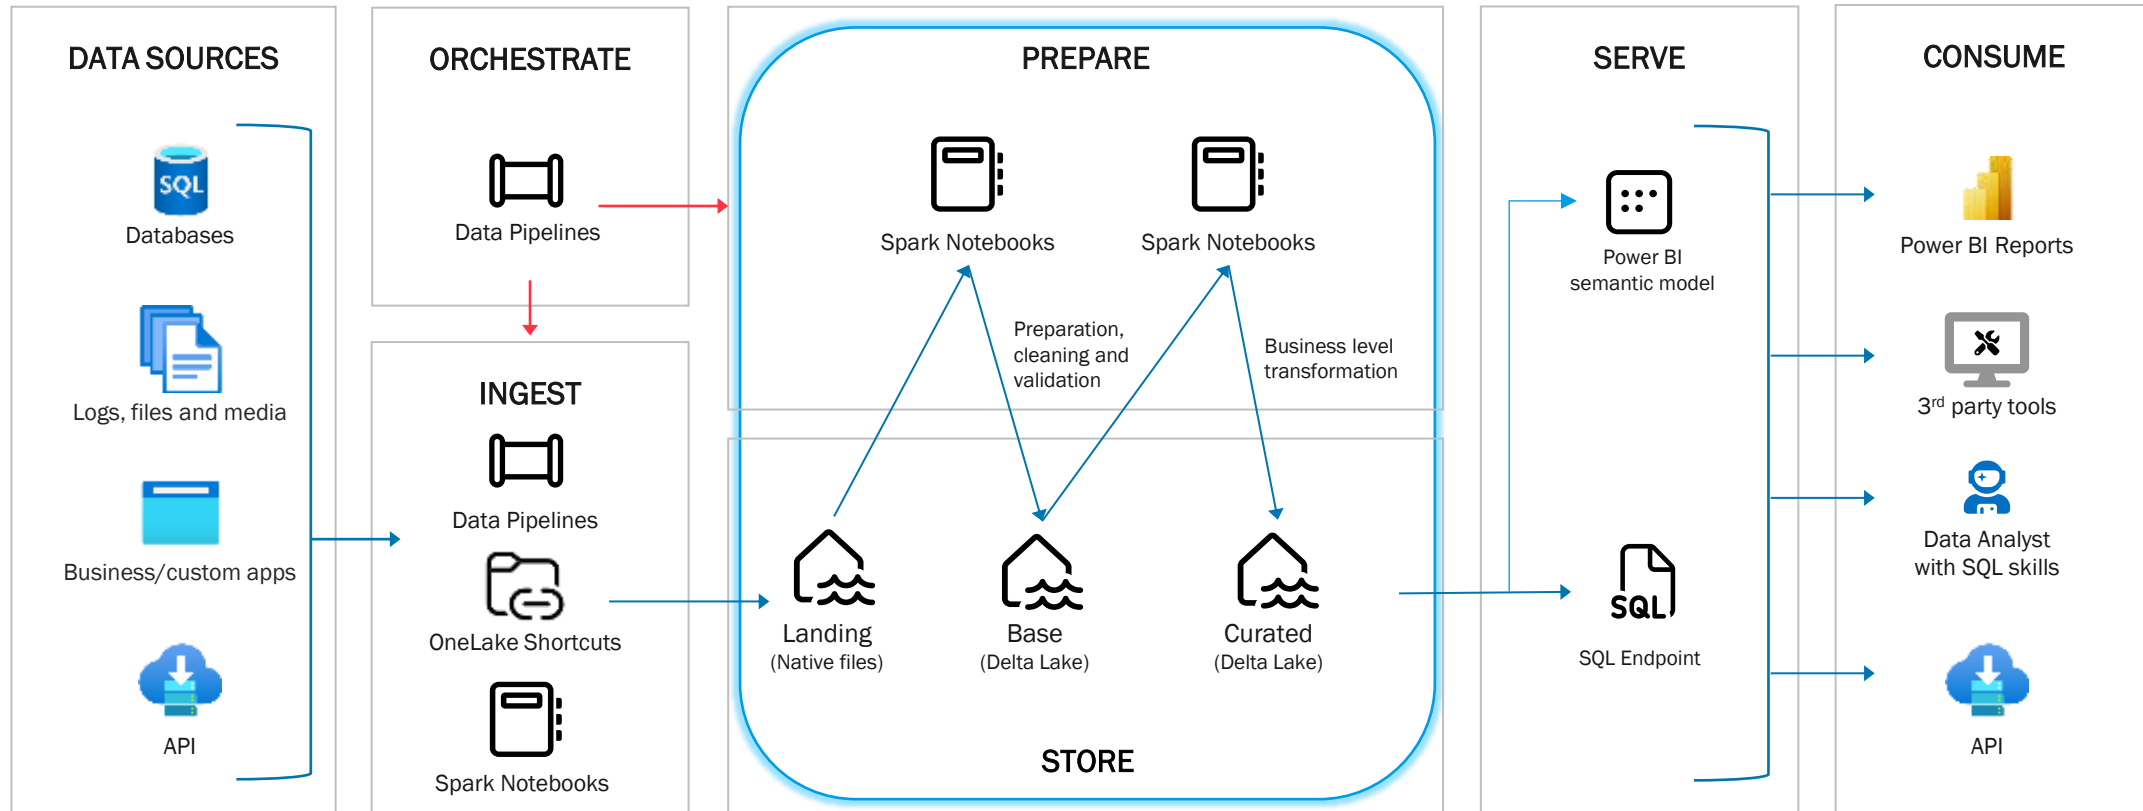 DATA SOURCES
SQL
Databases
Logs, files and media
Business/custom apps
API
ORCHESTRATE
Data Pipelines
INGEST
Data Pipelines
OneLake Shortcuts
Spark Notebooks
PREPARE
Spark Notebooks
Spark Notebooks
Preparation,
cleaning and
validation
Business level
transformation
Landing
(Native files)
Base
(Delta Lake)
Curated
(Delta Lake)
STORE
SERVE
Power BI
semantic model
SQL
SQL Endpoint
CONSUME
Power BI Reports
3rd party tools
Data Analyst
with SQL skills
API